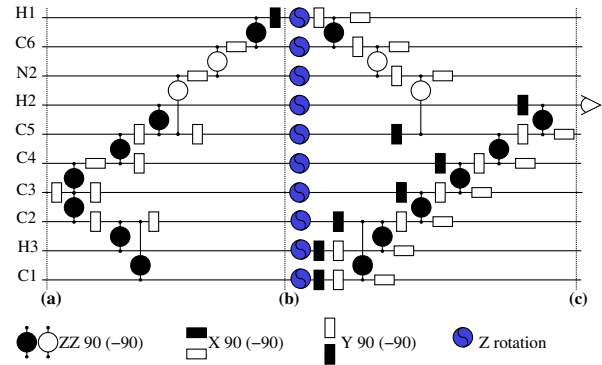 H1
C6
N2
H2
C5
C4
C3
C2
H3
C1
(a) (b) (c)
ZZ 90 (−90) X 90 (−90) Y 90 (−90) Z rotation